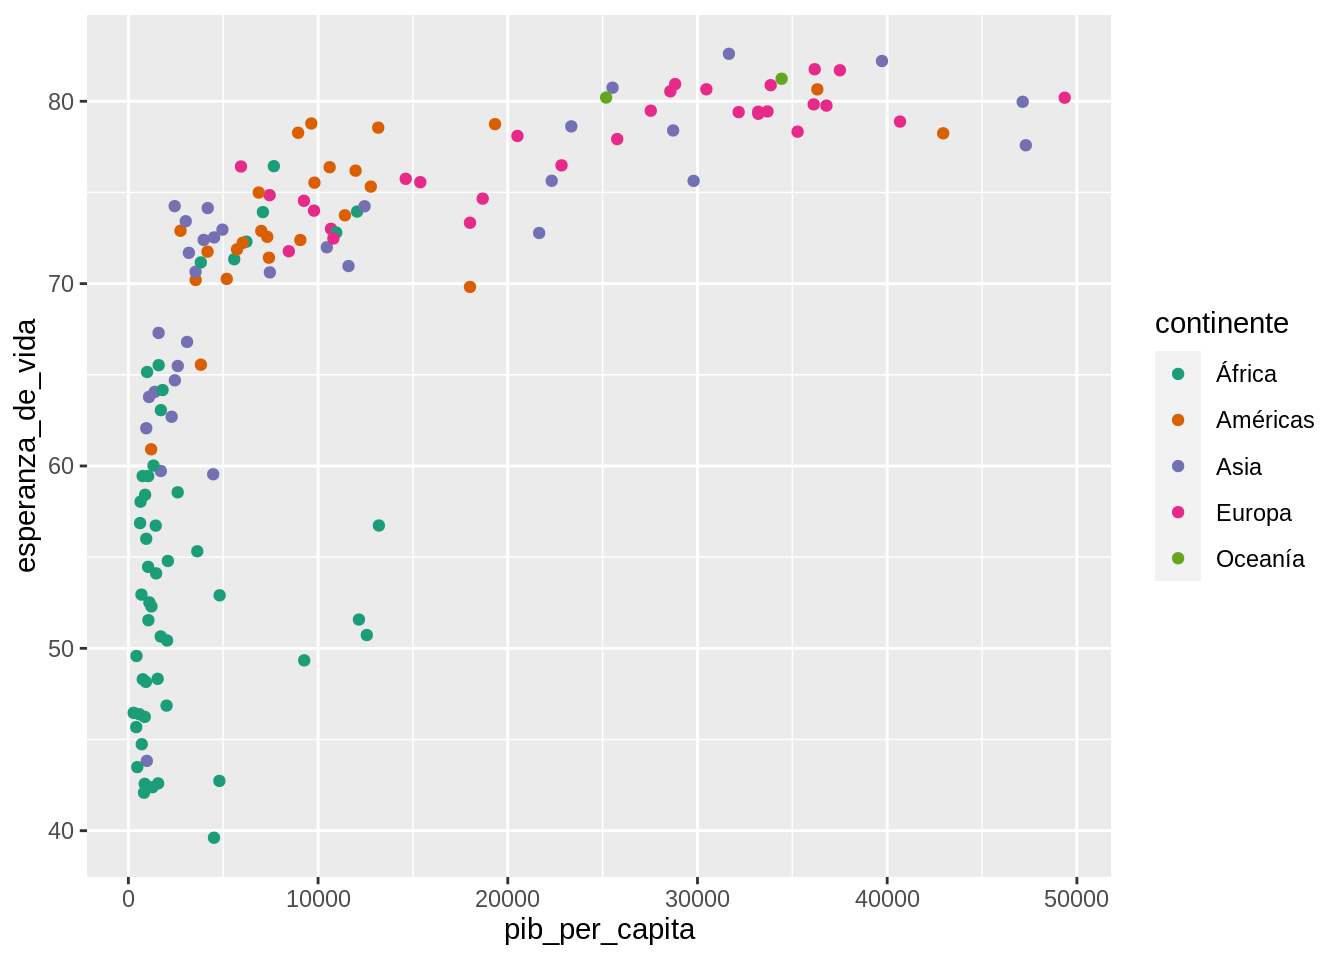 esperanza_de_vida
80
70
60
50
40
0
10000
20000
30000
40000
50000
pib_per_capita
continente
África
Américas
Asia
Europa
Oceanía